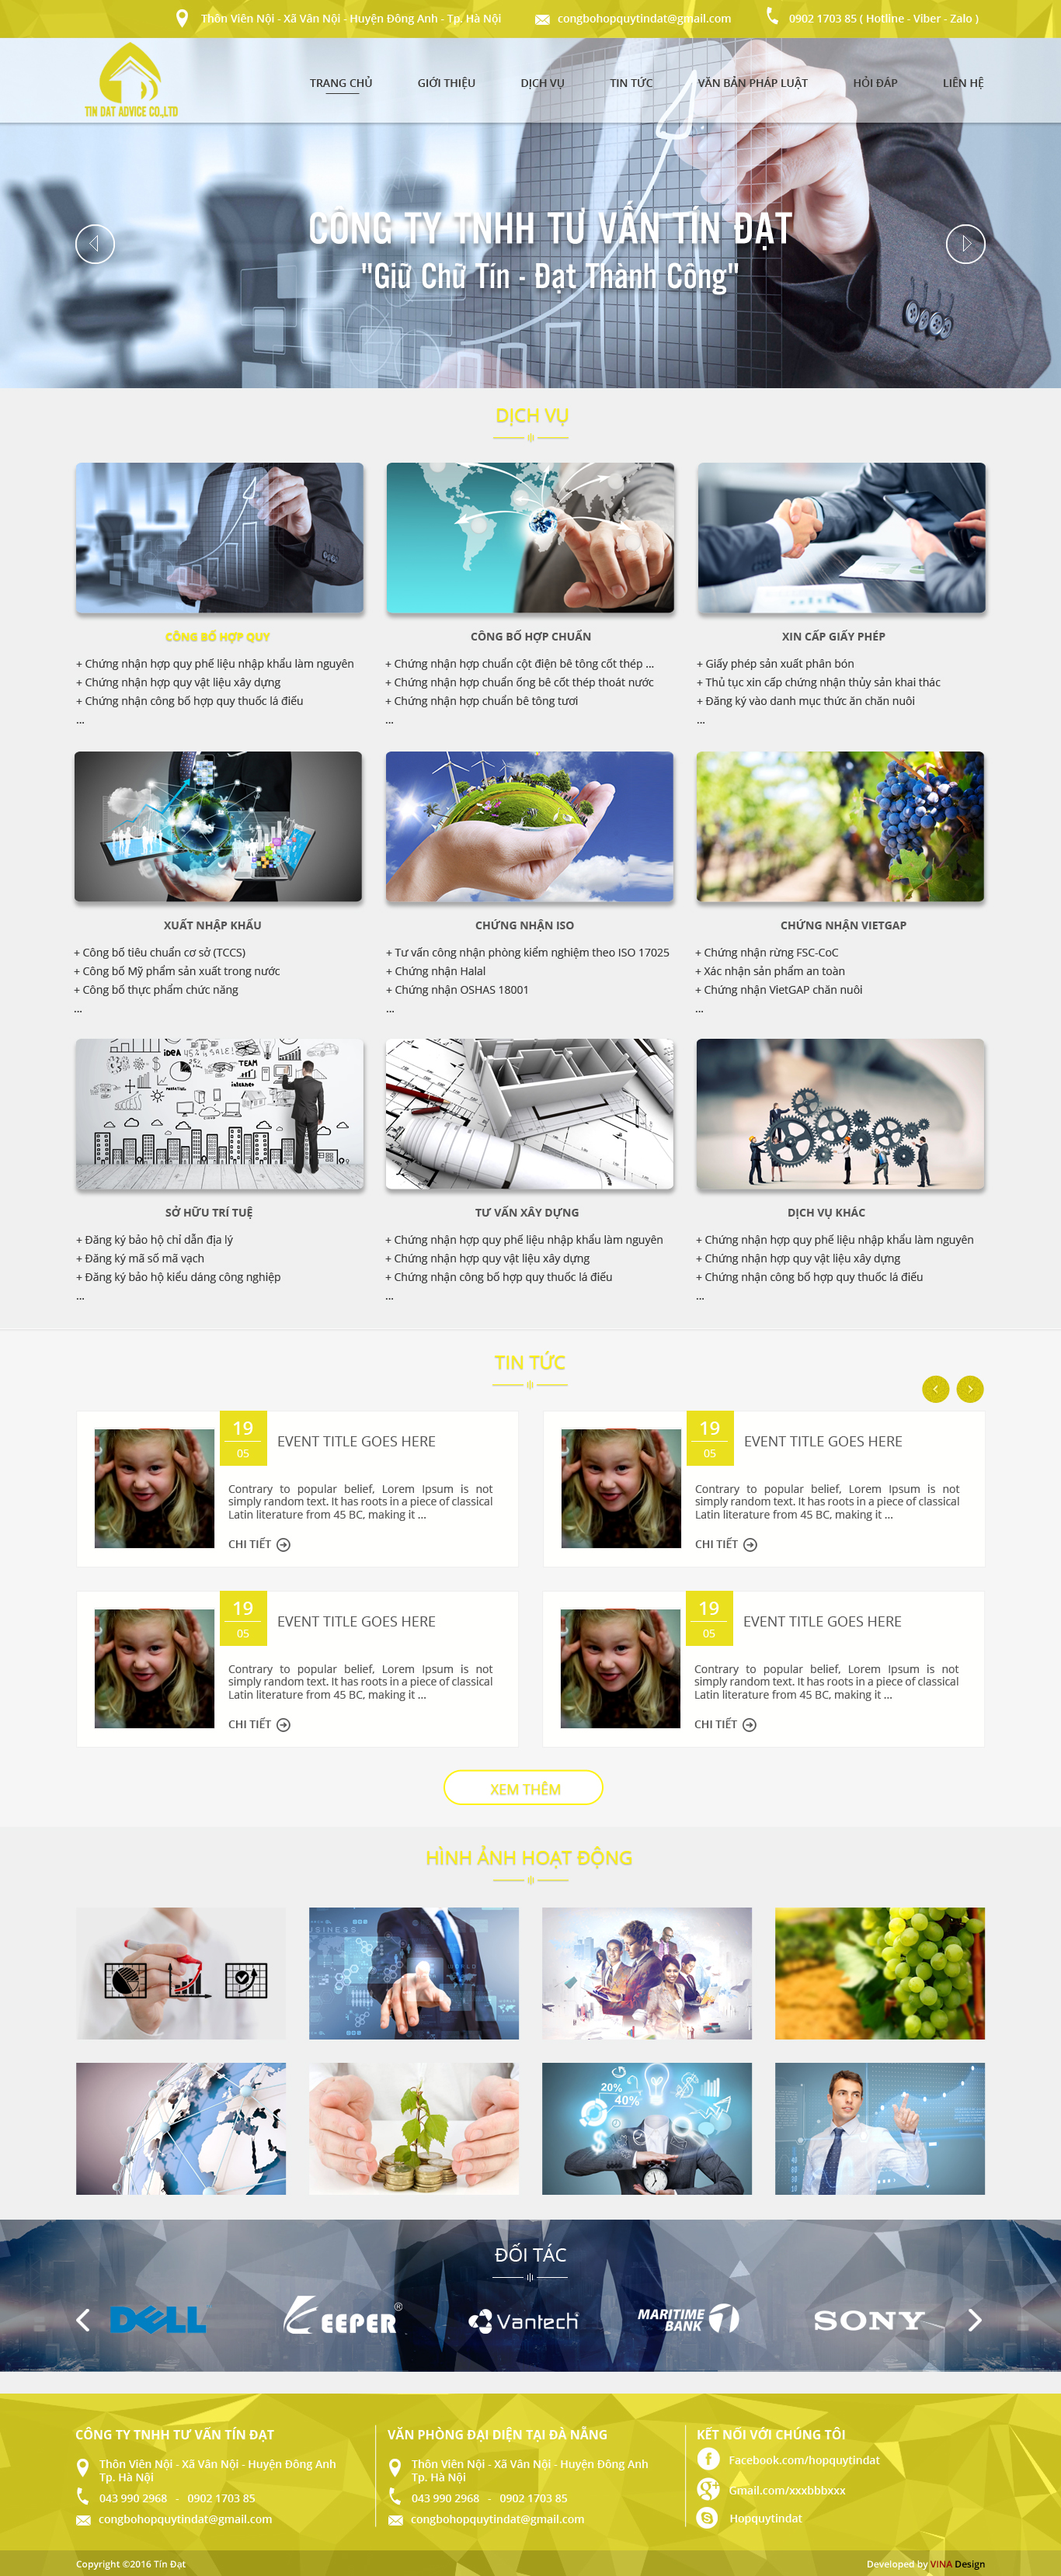 Thôn Viên Nội - Xã Vân Nội - Huyện Đông Anh - Tp. Hà Nội
congbohopquytindat@gmail.com
0902 1703 85 ( Hotline - Viber - Zalo )
TIN DAT ADVICE CO.,LTD
TRANG CHỦ
GIỚI THIỆU
DỊCH VỤ
TIN TỨC
VĂN BẢN PHÁP LUẬT
HỎI ĐÁP
LIÊN HỆ
CÔNG TY TNHH TƯ VẤN TÍN ĐẠT
"Giữ Chữ Tín - Đạt Thành Công"
DỊCH VỤ
CÔNG BỐ HỢP QUY
+ Chứng nhận hợp quy phế liệu nhập khẩu làm nguyên
+ Chứng nhận hợp quy vật liệu xây dựng
+ Chứng nhận công bố hợp quy thuốc lá điếu
...
CÔNG BỐ HỢP CHUẨN
+ Chứng nhận hợp chuẩn cột điện bê tông cốt thép ...
+ Chứng nhận hợp chuẩn ống bê cốt thép thoát nước
+ Chứng nhận hợp chuẩn bê tông tươi
...
XIN CẤP GIẤY PHÉP
+ Giấy phép sản xuất phân bón
+ Thủ tục xin cấp chứng nhận thủy sản khai thác
+ Đăng ký vào danh mục thức ăn chăn nuôi
...
XUẤT NHẬP KHẨU
+ Công bố tiêu chuẩn cơ sở (TCCS)
+ Công bố Mỹ phẩm sản xuất trong nước
+ Công bố thực phẩm chức năng
...
CHỨNG NHẬN ISO
+ Tư vấn công nhận phòng kiểm nghiệm theo ISO 17025
+ Chứng nhận Halal
+ Chứng nhận OSHAS 18001
...
CHỨNG NHẬN VIETGAP
+ Chứng nhận rừng FSC-CoC
+ Xác nhận sản phẩm an toàn
+ Chứng nhận VietGAP chăn nuôi
...
IDEA
45% SALE!
TEAM
internet
SỞ HỮU TRÍ TUỆ
+ Đăng ký bảo hộ chỉ dẫn địa lý
+ Đăng ký mã số mã vạch
+ Đăng ký bảo hộ kiểu dáng công nghiệp
...
TƯ VẤN XÂY DỰNG
+ Chứng nhận hợp quy phế liệu nhập khẩu làm nguyên
+ Chứng nhận hợp quy vật liệu xây dựng
+ Chứng nhận công bố hợp quy thuốc lá điếu
...
DỊCH VỤ KHÁC
+ Chứng nhận hợp quy phế liệu nhập khẩu làm nguyên
+ Chứng nhận hợp quy vật liệu xây dựng
+ Chứng nhận công bố hợp quy thuốc lá điếu
...
TIN TỨC
19
05
EVENT TITLE GOES HERE
Contrary to popular belief, Lorem Ipsum is not
simply random text. It has roots in a piece of classical
Latin literature from 45 BC, making it ...
CHI TIẾT
19
05
EVENT TITLE GOES HERE
Contrary to popular belief, Lorem Ipsum is not
simply random text. It has roots in a piece of classical
Latin literature from 45 BC, making it ...
CHI TIẾT
19
05
EVENT TITLE GOES HERE
Contrary to popular belief, Lorem Ipsum is not
simply random text. It has roots in a piece of classical
Latin literature from 45 BC, making it ...
CHI TIẾT
19
05
EVENT TITLE GOES HERE
Contrary to popular belief, Lorem Ipsum is not
simply random text. It has roots in a piece of classical
Latin literature from 45 BC, making it ...
CHI TIẾT
XEM THÊM
HÌNH ẢNH HOẠT ĐỘNG
BUSINESS
WORLD
20%
40%
ĐỐI TÁC
DELL
KEEPER®
Vantech
MARITIME
BANK
SONY
CÔNG TY TNHH TƯ VẤN TÍN ĐẠT
Thôn Viên Nội - Xã Vân Nội - Huyện Đông Anh
Tp. Hà Nội
043 990 2968 - 0902 1703 85
congbohopquytindat@gmail.com
VĂN PHÒNG ĐẠI DIỆN TẠI ĐÀ NẴNG
Thôn Viên Nội - Xã Vân Nội - Huyện Đông Anh
Tp. Hà Nội
043 990 2968 - 0902 1703 85
congbohopquytindat@gmail.com
KẾT NỐI VỚI CHÚNG TÔI
Facebook.com/hopquytindat
Gmail.com/xxxbbbxxx
Hopquytindat
Copyright ©2016 Tín Đạt
Developed by VINA Design